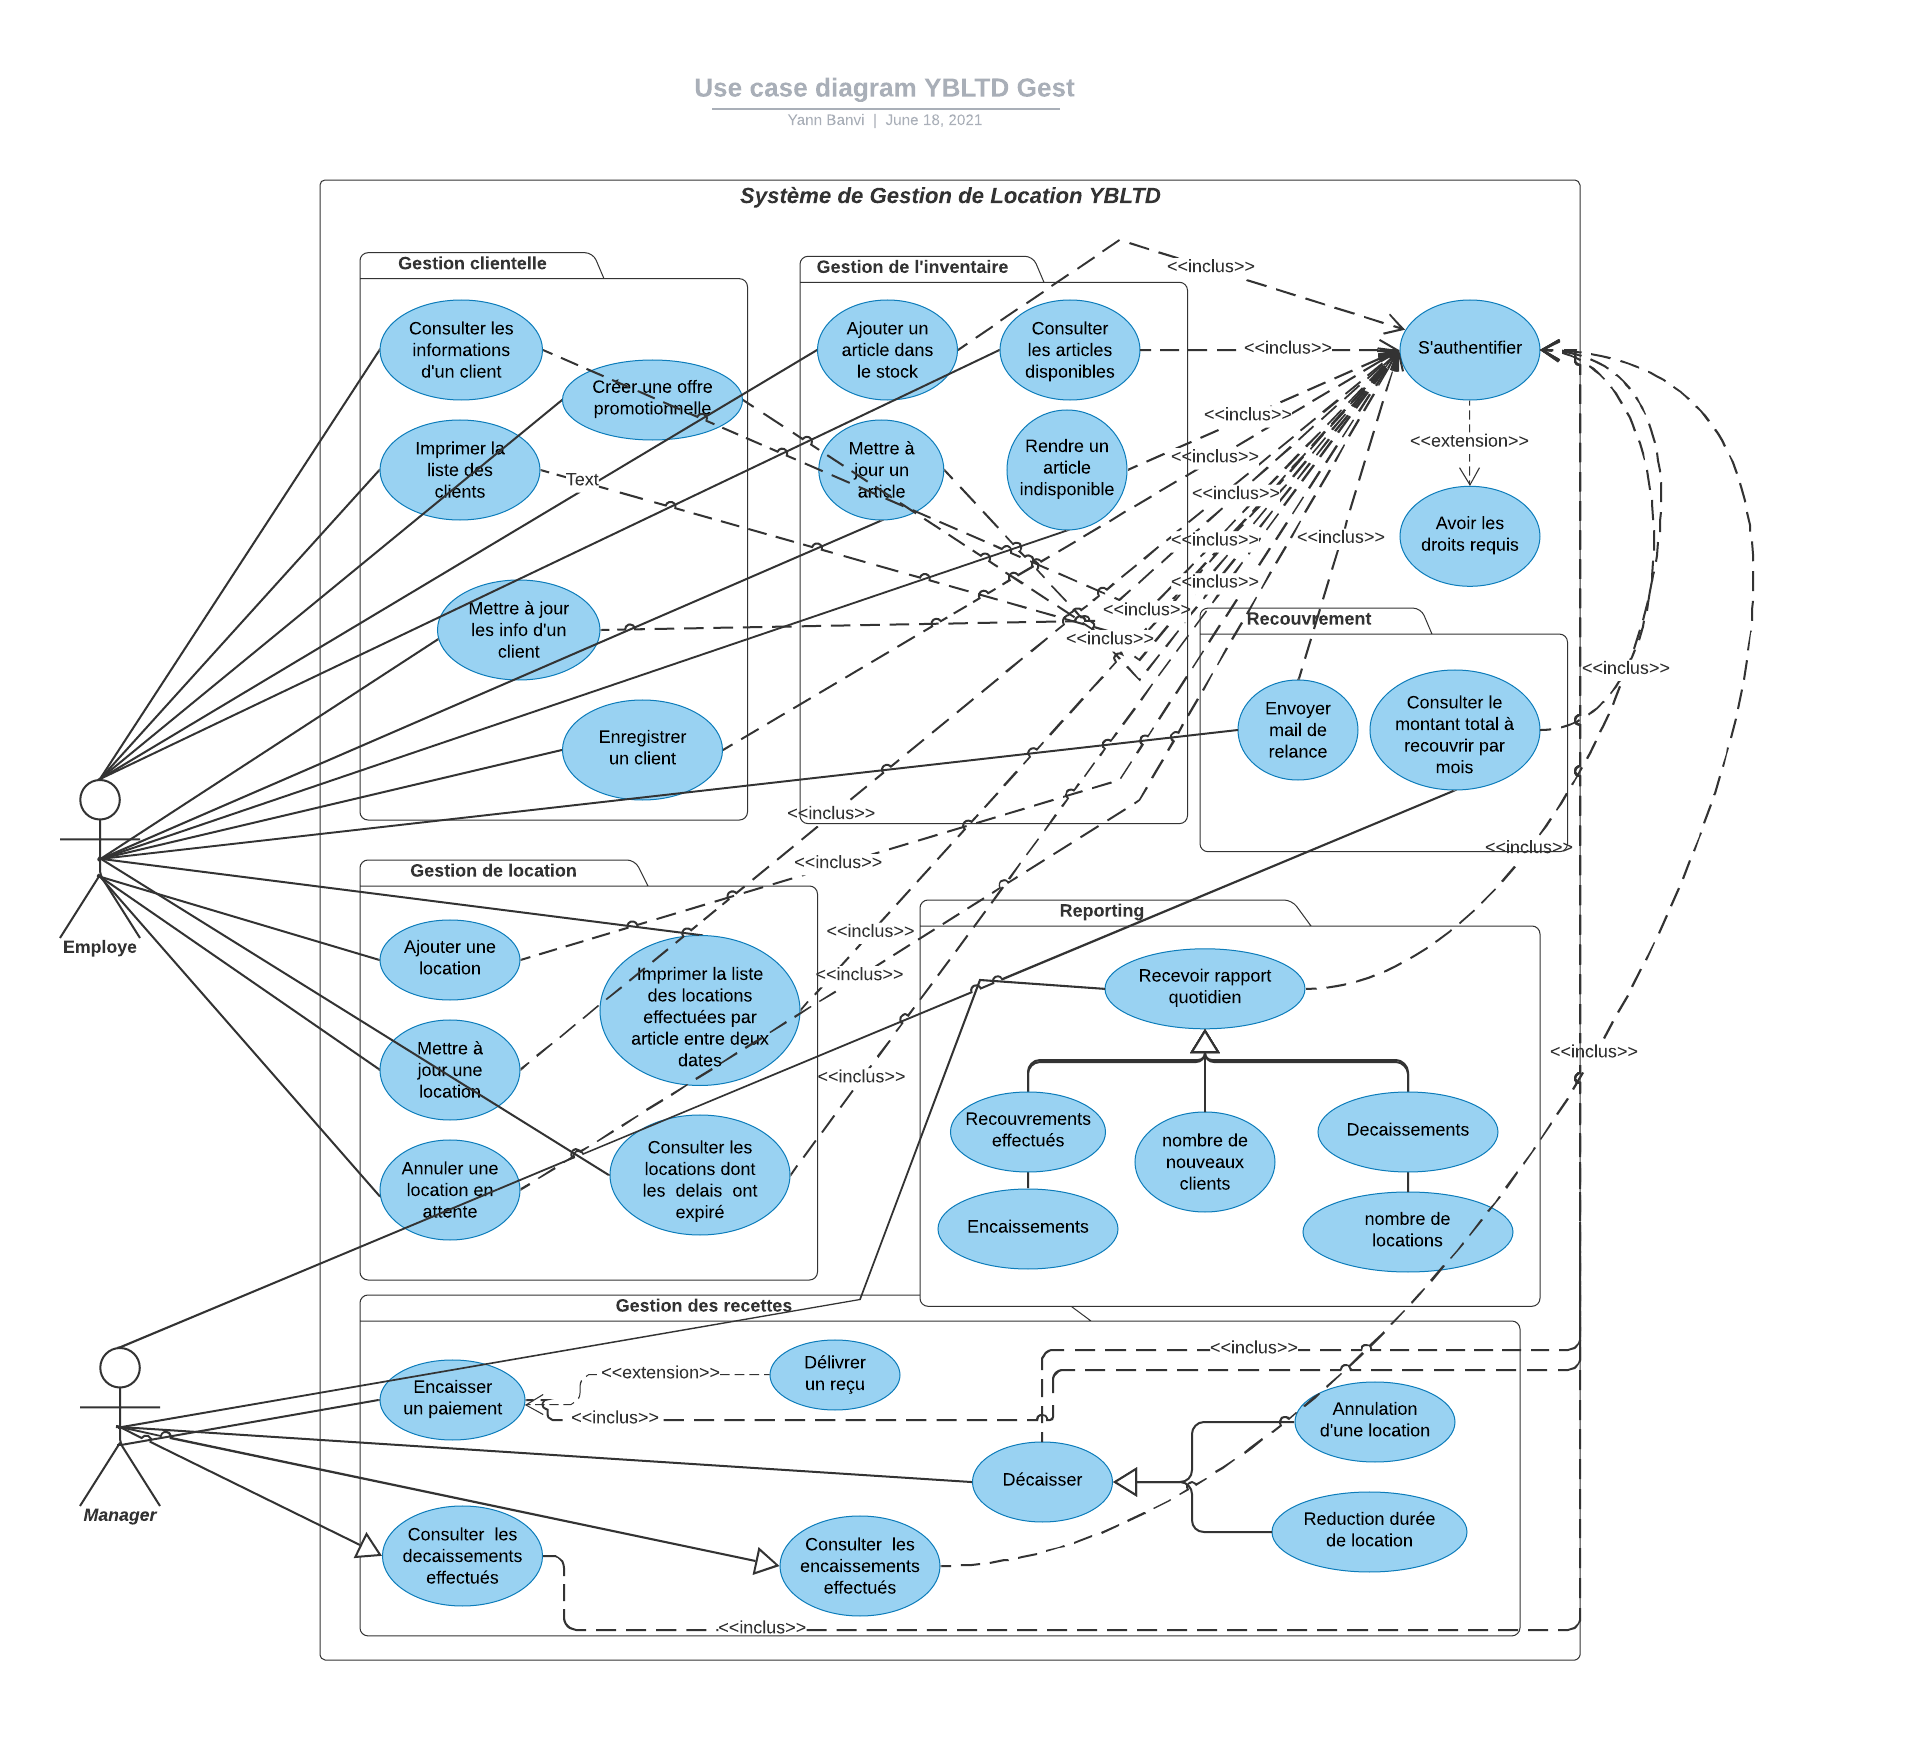 Use case diagram YBLTD Gest
Yann Banvi | June 18, 2021
Système de Gestion de Location YBLTD
Gestion clientelle
Consulter les
informations
d'un client
Créer une offre
promotionnelle
Imprimer la
liste des
clients
Text
Mettre à jour
les info d'un
client
Enregistrer
un client
Gestion de l'inventaire
Ajouter un
article dans
le stock
Consulter
les articles
disponibles
Mettre à
jour un
article
Rendre un
article
indisponible
<<inclus>>
<<inclus>>
<<inclus>>
<<inclus>>
<<inclus>>
<<inclus>>
<<inclus>>
<<inclus>>
<<inclus>>
<<inclus>>
S'authentifier
<<extension>>
Avoir les
droits requis
Recouvrement
Envoyer
mail de
relance
Consulter le
montant total à
recouvrir par
mois
<<inclus>>
<<inclus>>
<<inclus>>
<<inclus>>
Employe
Gestion de location
Ajouter une
location
Imprimer la liste
des locations
effectuées par
article entre deux
dates
Mettre à
jour une
location
Annuler une
location en
attente
Consulter les
locations dont
les delais ont
expiré
<<inclus>>
<<inclus>>
<<inclus>>
Reporting
Recevoir rapport
quotidien
<<inclus>>
Recouvrements
effectués
nombre de
nouveaux
clients
Decaissements
Encaissements
nombre de
locations
Gestion des recettes
Encaisser
un paiement
<<extension>>
Délivrer
un reçu
<<inclus>>
<<inclus>>
Décaisser
Annulation
d'une location
Reduction durée
de location
Manager
Consulter les
decaissements
effectués
Consulter les
encaissements
effectués
<<inclus>>